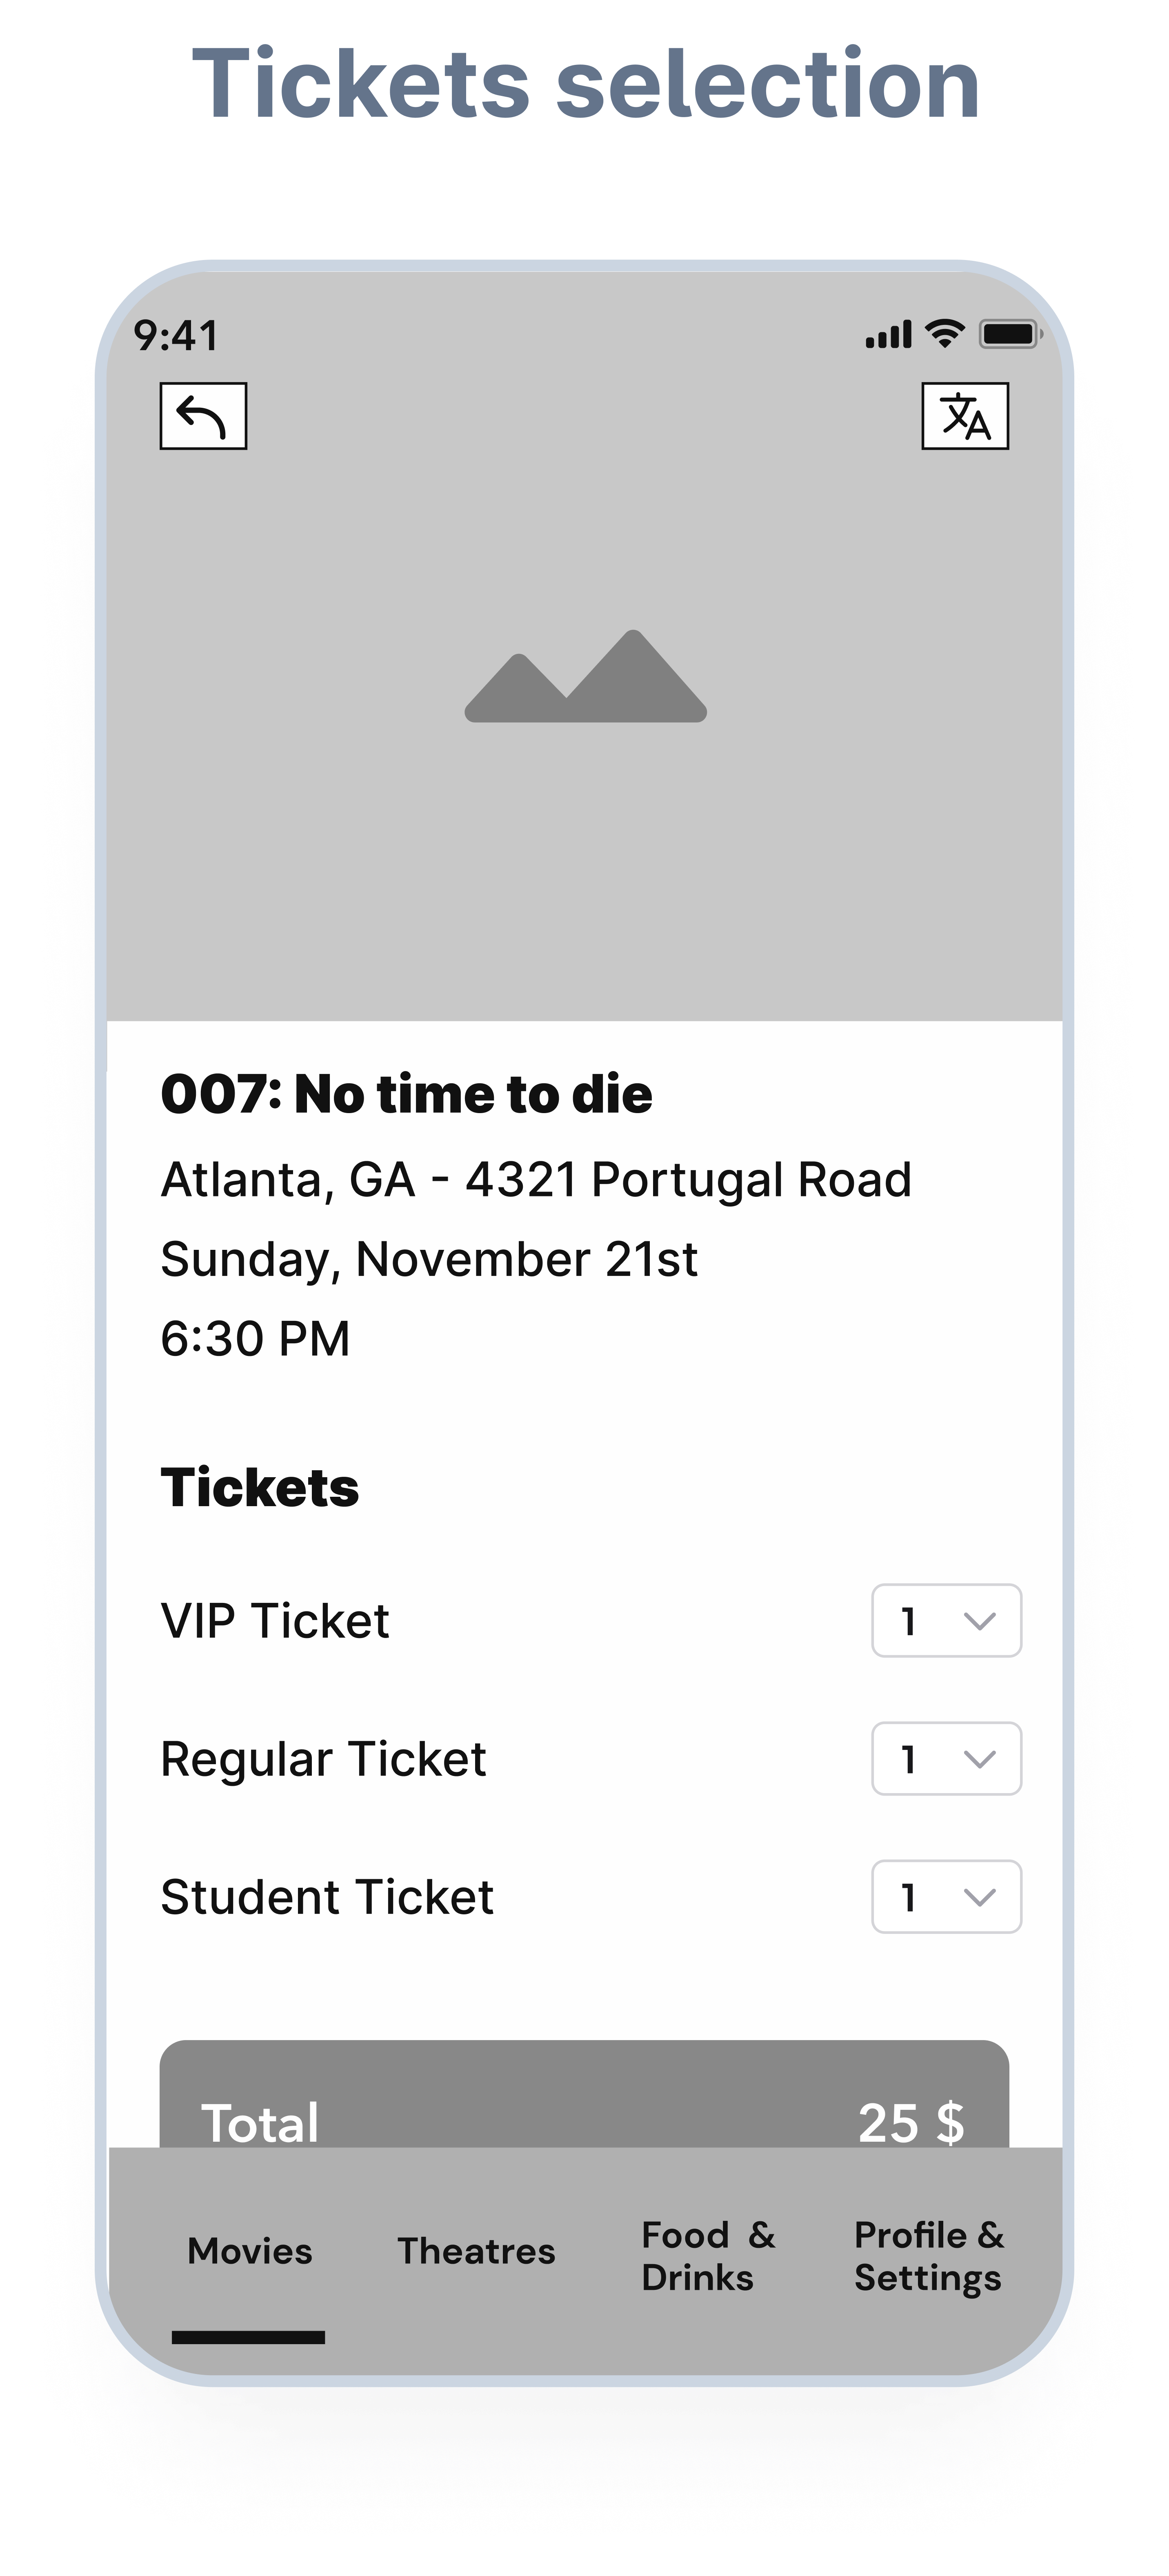 Tickets selection
9:41
文A
007: No time to die
Atlanta, GA - 4321 Portugal Road
Sunday, November 21st
6:30 PM
Tickets
VIP Ticket 1
Regular Ticket 1
Student Ticket 1
Total 25 $
Movies Theatres Food & Drinks Profile & Settings